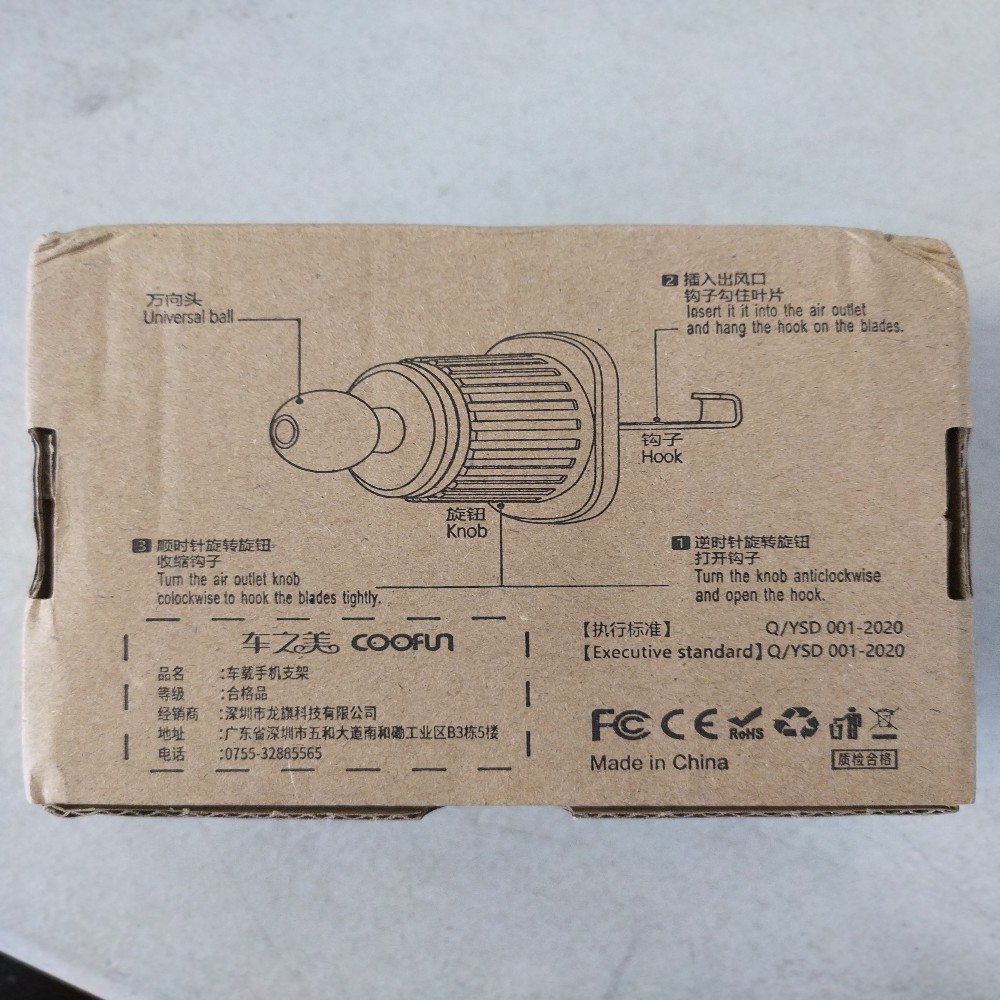 万向头
Universal ball
2 插入出风口
钩子勾住叶片
Insert it it into the air outlet
and hang the hook on the blades.
钩子
Hook
旋钮
Knob
3 顺时针旋转旋钮
收缩钩子
Turn the air outlet knob
colockwise to hook the blades tightly.
1 逆时针旋转旋钮
打开钩子
Turn the knob anticlockwise
and open the hook.
车之美 COOFUN
品名 :车载手机支架
等级 :合格品
经销商 :深圳市龙旗科技有限公司
地址 :广东省深圳市五和大道南和磡工业区B3栋5楼
电话 :0755-32885565
【执行标准】 Q/YSD 001-2020
【Executive standard】Q/YSD 001-2020
FC CE RoHS
Made in China
质检合格